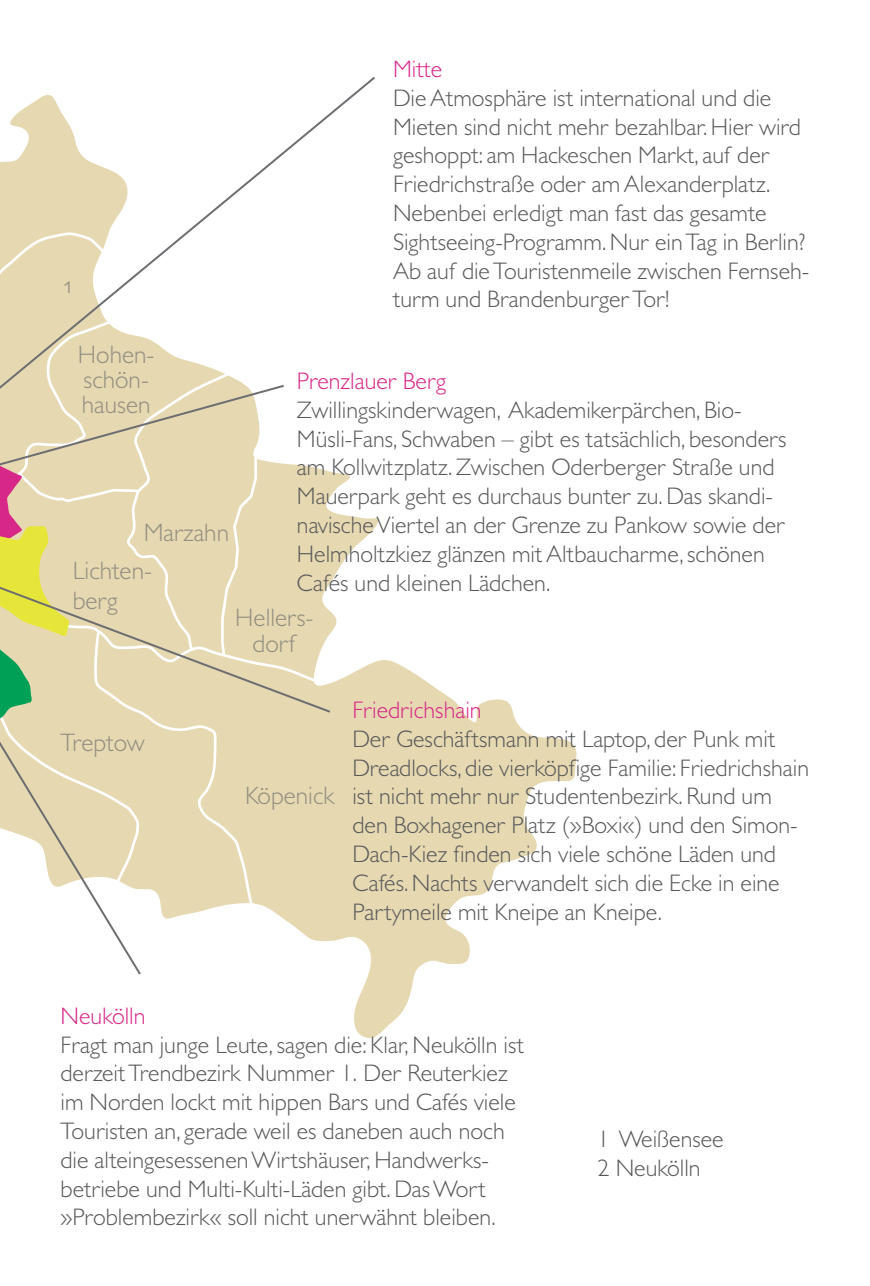 Mitte
Die Atmosphäre ist international und die
Mieten sind nicht mehr bezahlbar. Hier wird
geshoppt: am Hackeschen Markt, auf der
Friedrichstraße oder am Alexanderplatz.
Nebenbei erledigt man fast das gesamte
Sightseeing-Programm. Nur ein Tag in Berlin?
Ab auf die Touristenmeile zwischen Fernseh-
turm und Brandenburger Tor!
1
Hohen-
schön-
hausen
Prenzlauer Berg
Zwillingskinderwagen, Akademikerpärchen, Bio-
Müsli-Fans, Schwaben – gibt es tatsächlich, besonders
am Kollwitzplatz. Zwischen Oderberger Straße und
Mauerpark geht es durchaus bunter zu. Das skandi-
navische Viertel an der Grenze zu Pankow sowie der
Helmholtzkiez glänzen mit Altbaucharme, schönen
Cafés und kleinen Lädchen.
Marzahn
Lichten-
berg
Hellers-
dorf
Friedrichshain
Der Geschäftsmann mit Laptop, der Punk mit
Dreadlocks, die vierköpfige Familie: Friedrichshain
ist nicht mehr nur Studentenbezirk. Rund um
den Boxhagener Platz (»Boxi«) und den Simon-
Dach-Kiez finden sich viele schöne Läden und
Cafés. Nachts verwandelt sich die Ecke in eine
Partymeile mit Kneipe an Kneipe.
Treptow
Köpenick
Neukölln
Fragt man junge Leute, sagen die: Klar, Neukölln ist
derzeit Trendbezirk Nummer 1. Der Reuterkiez
im Norden lockt mit hippen Bars und Cafés viele
Touristen an, gerade weil es daneben auch noch
die alteingesessenen Wirtshäuser, Handwerks-
betriebe und Multi-Kulti-Läden gibt. Das Wort
»Problembezirk« soll nicht unerwähnt bleiben.
1 Weißensee
2 Neukölln